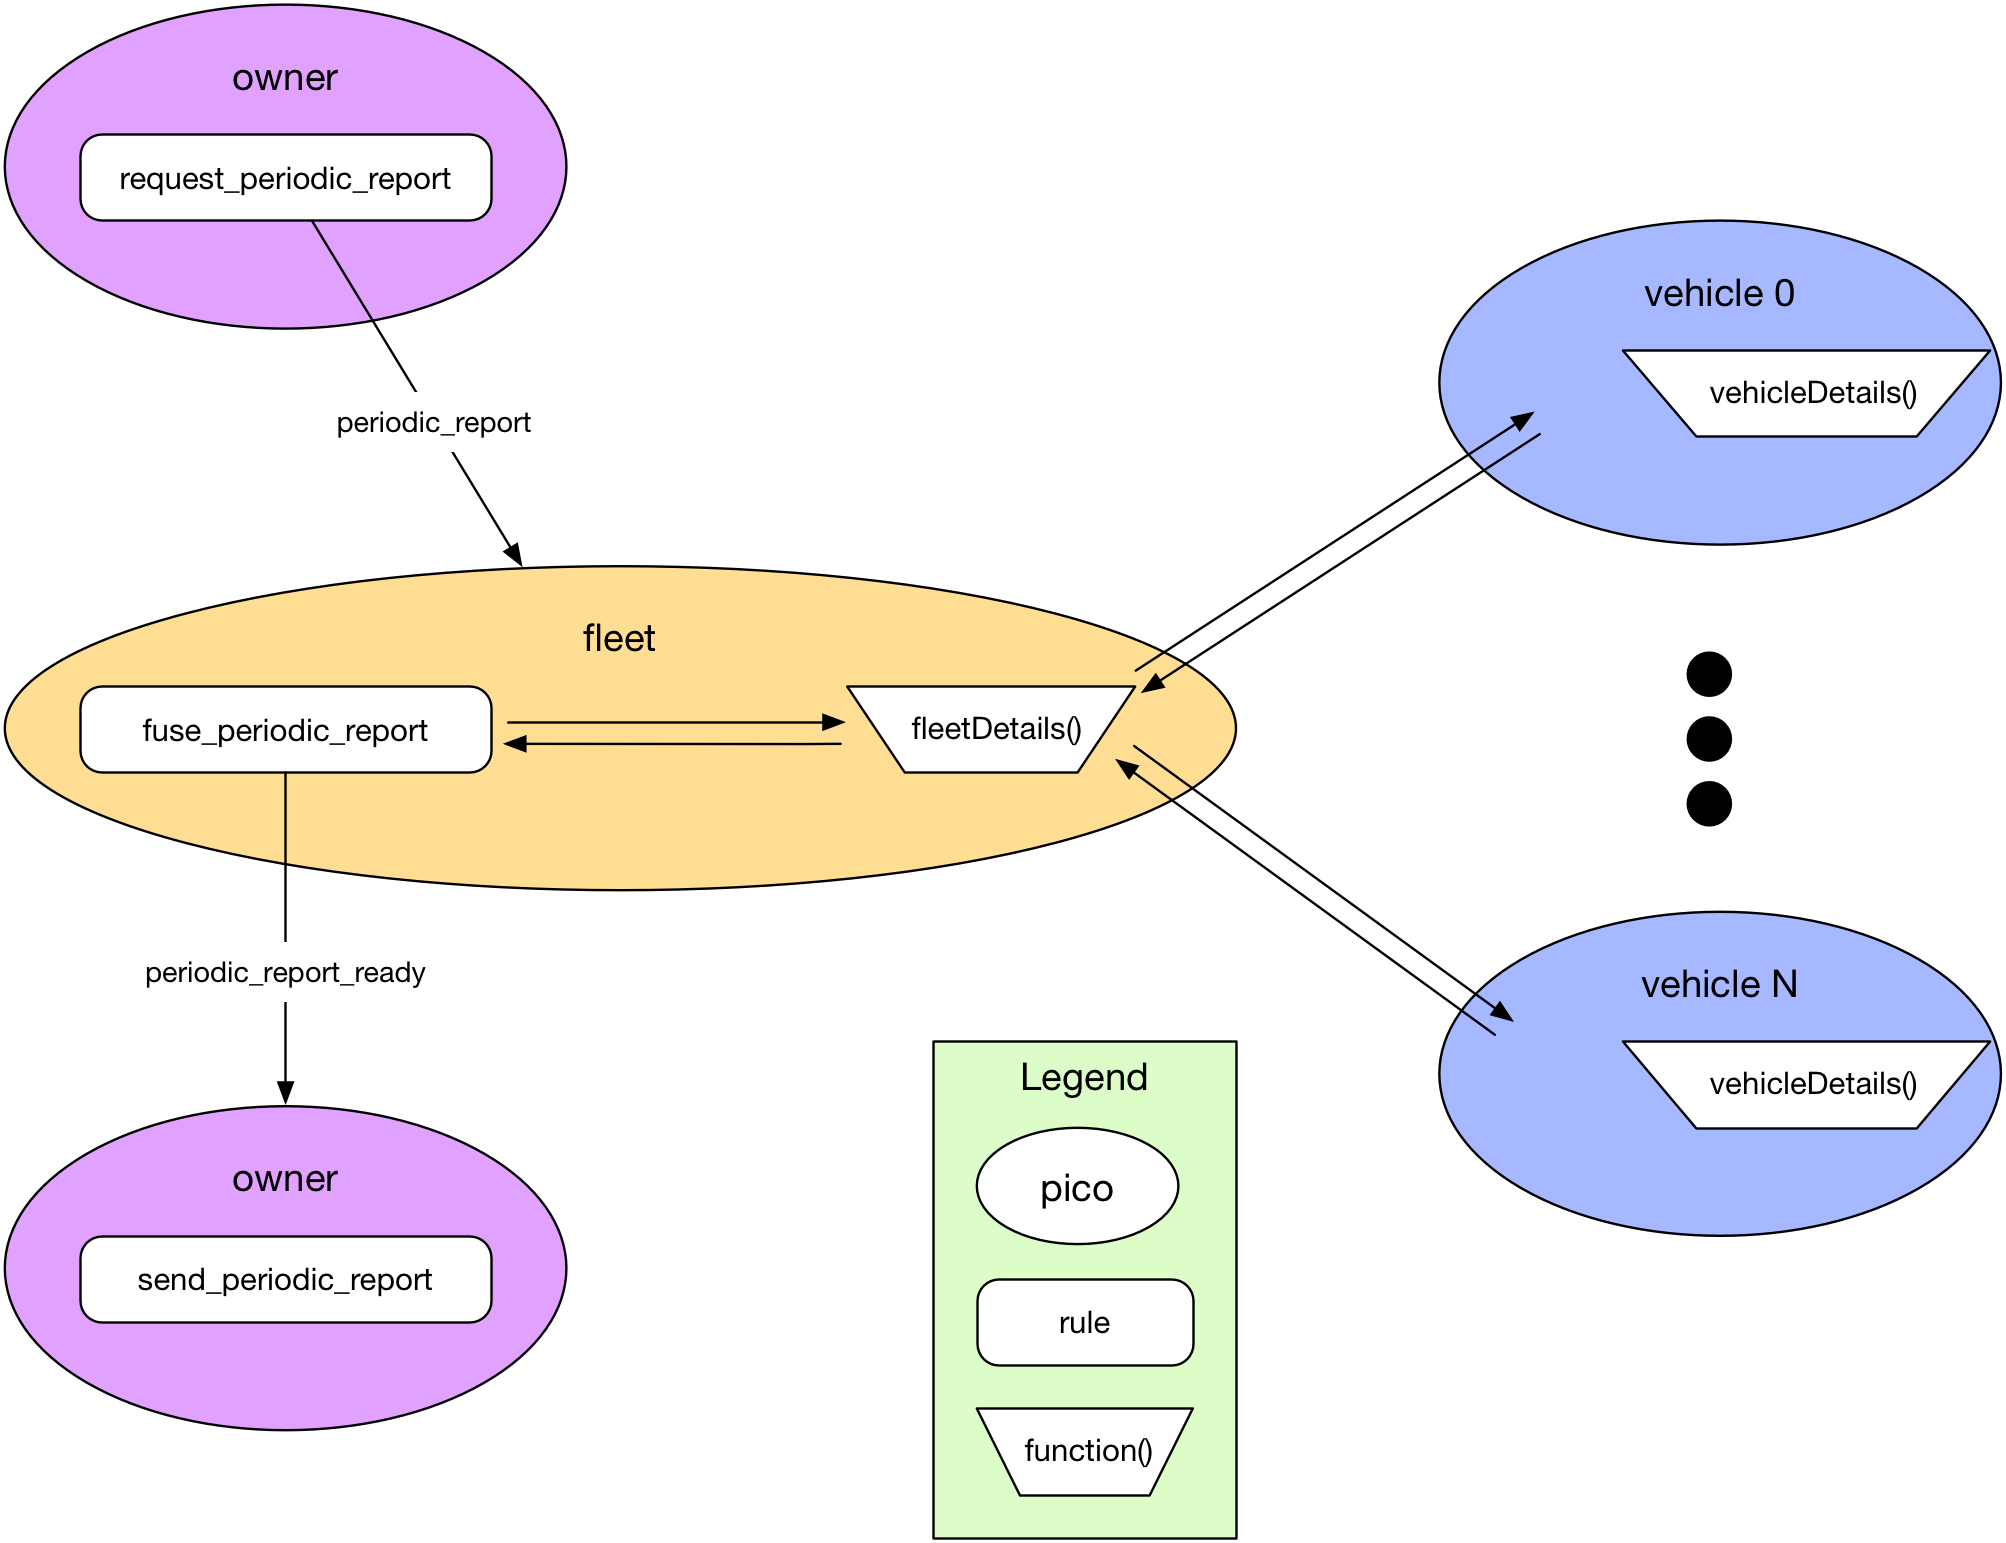 owner
request_periodic_report
periodic_report
vehicle 0
vehicleDetails()
fleet
fuse_periodic_report
fleetDetails()
periodic_report_ready
vehicle N
vehicleDetails()
owner
send_periodic_report
Legend
pico
rule
function()